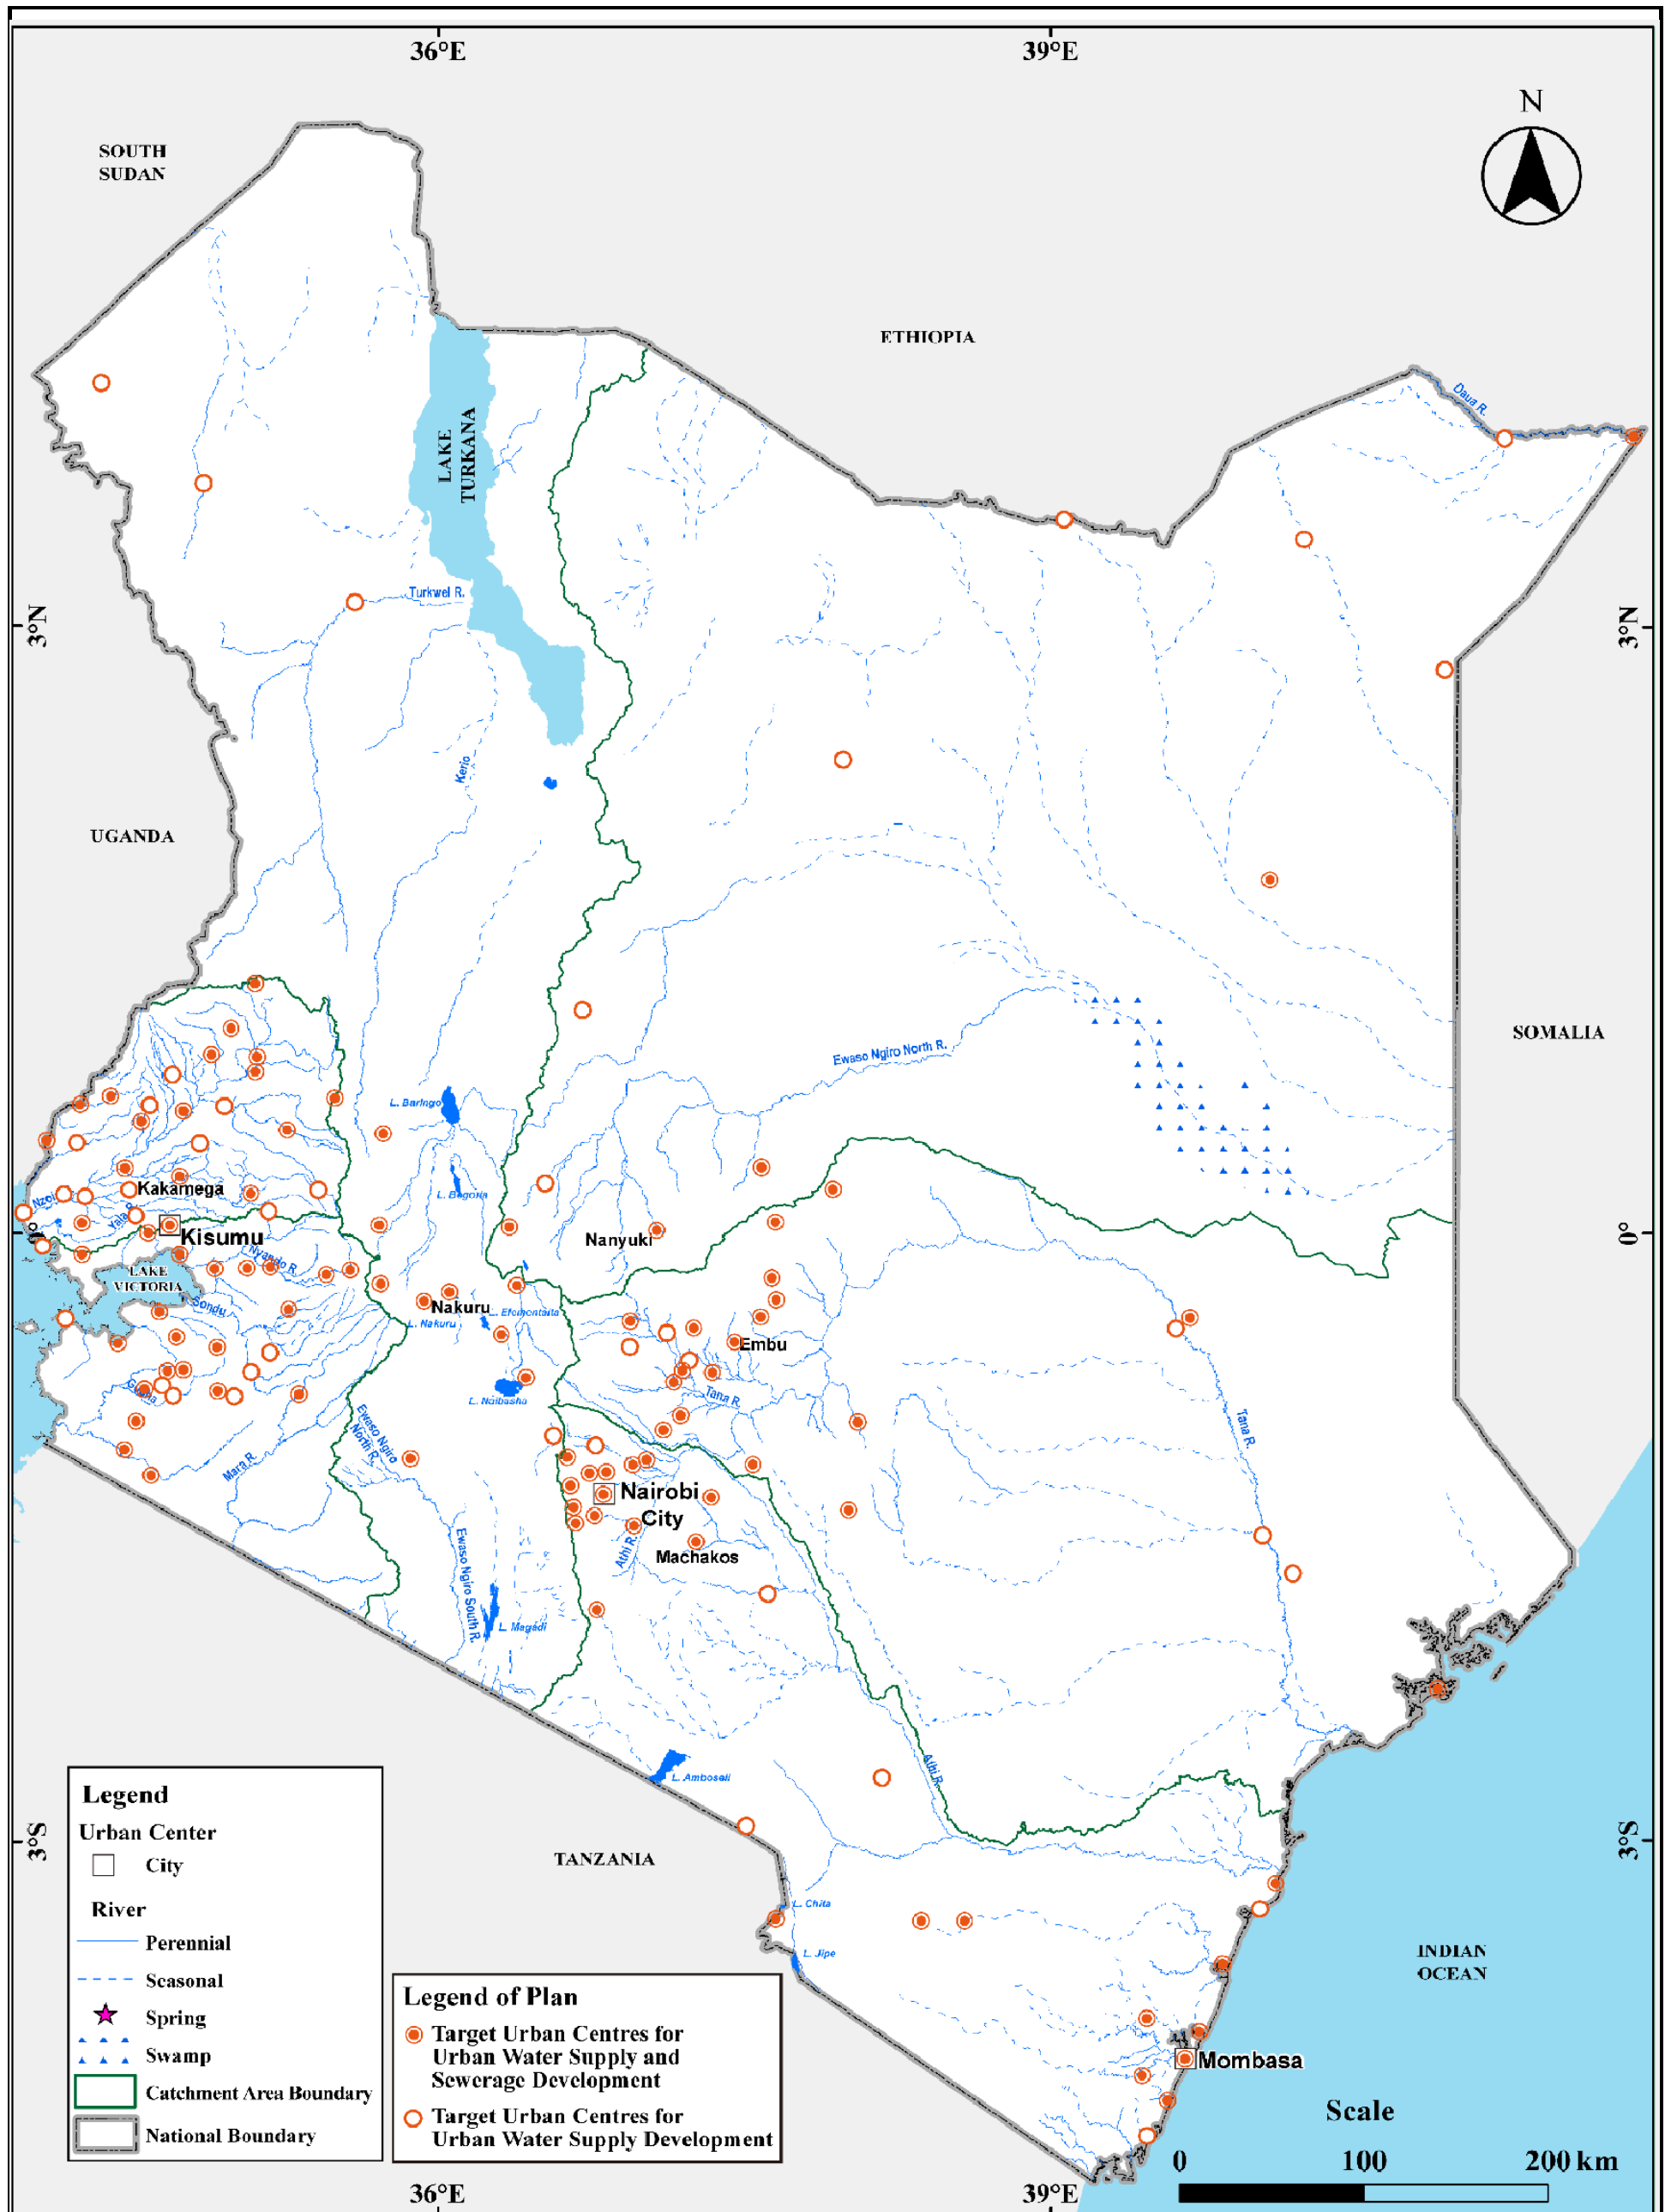 36°E
39°E
N
SOUTH
SUDAN
ETHIOPIA
Daua R.
LAKE
TURKANA
Turkwel R.
3°N
3°N
Kerio
UGANDA
SOMALIA
Ewaso Ngiro North R.
L. Baringo
L. Bogoria
Kakamega
Nzoi
Yala R.
Kisumu
Nanyuki
0°
LAKE
VICTORIA
Nyando R.
Sondu
Nakuru
L. Elementaita
L. Nakuru
Embu
L. Naibasha
Tana R.
Tana R.
Gucha
Ewaso Ngiro
North R.
Mara R.
Nairobi
City
Athi R.
Machakos
Ewaso Ngiro South R.
L. Magadi
L. Amboseli
Athi R.
3°S
3°S
TANZANIA
L. Chita
L. Jipe
INDIAN
OCEAN
Mombasa
Legend
Urban Center
City
River
Perennial
Seasonal
Spring
Swamp
Catchment Area Boundary
National Boundary
Legend of Plan
Target Urban Centres for
Urban Water Supply and
Sewerage Development
Target Urban Centres for
Urban Water Supply Development
Scale
0 100 200 km
36°E
39°E